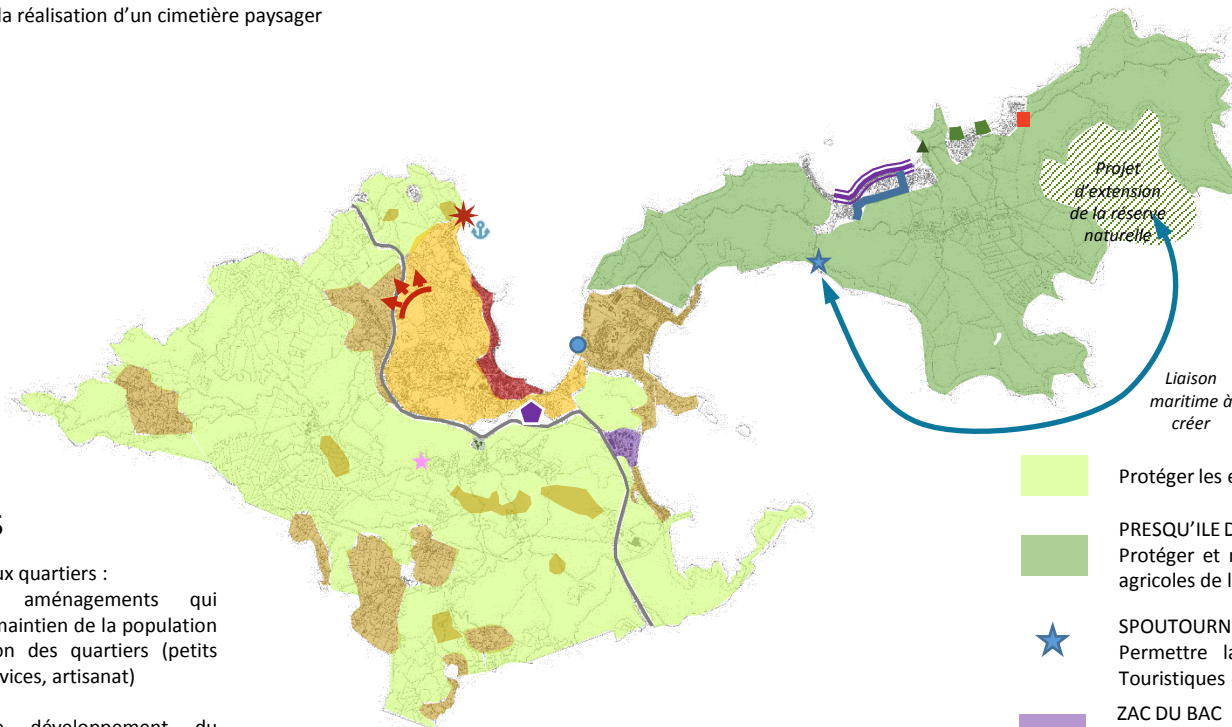 la réalisation d’un cimetière paysager
Projet
d'extension
de la réserve
naturelle
Liaison
maritime à
créer
S
ux quartiers :
aménagements qui
maintien de la population
on des quartiers (petits
vices, artisanat)
développement du
Protéger les e
PRESQU’ILE D
Protéger et r
agricoles de l
SPOUTOURN
Permettre la
Touristiques
ZAC DU BAC